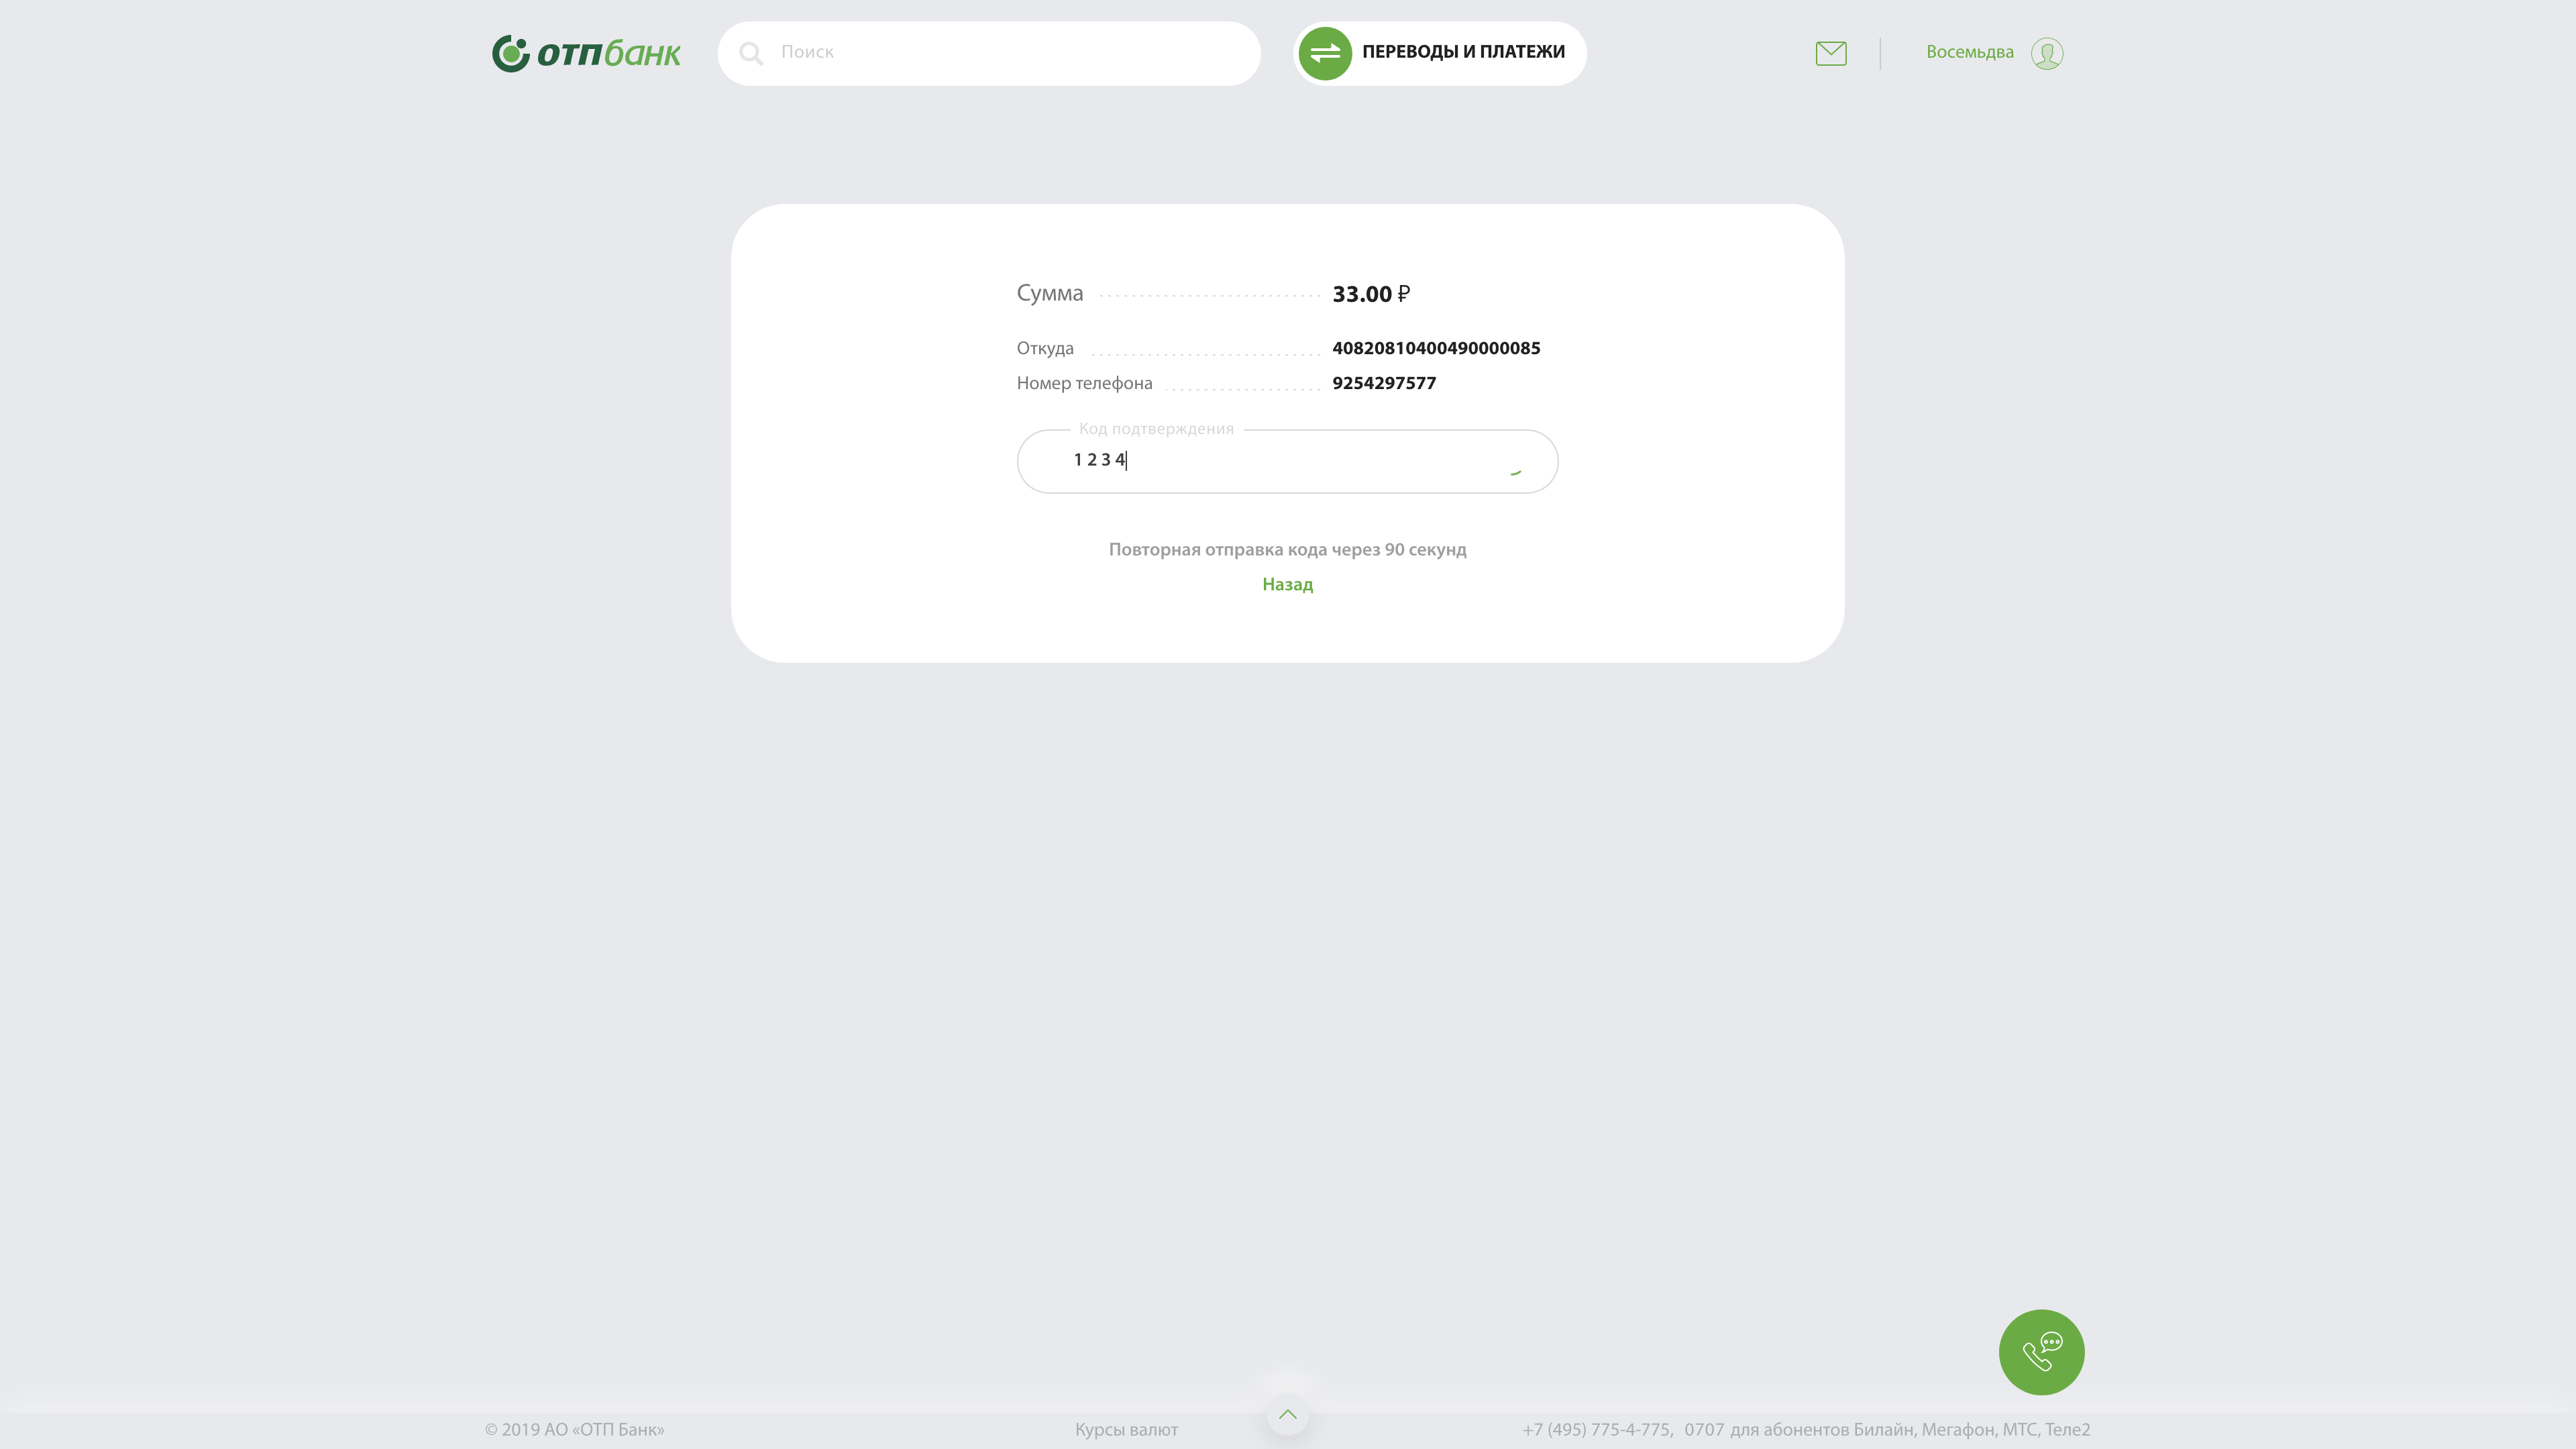 отпбанк
Поиск
ПЕРЕВОДЫ И ПЛАТЕЖИ
Восемьдва
Сумма 33.00 ₽
Откуда 40820810400490000085
Номер телефона 9254297577
Код подтверждения
1 2 3 4
Повторная отправка кода через 90 секунд
Назад
© 2019 АО «ОТП Банк» Курсы валют +7 (495) 775-4-775, 0707 для абонентов Билайн, Мегафон, МТС, Теле2